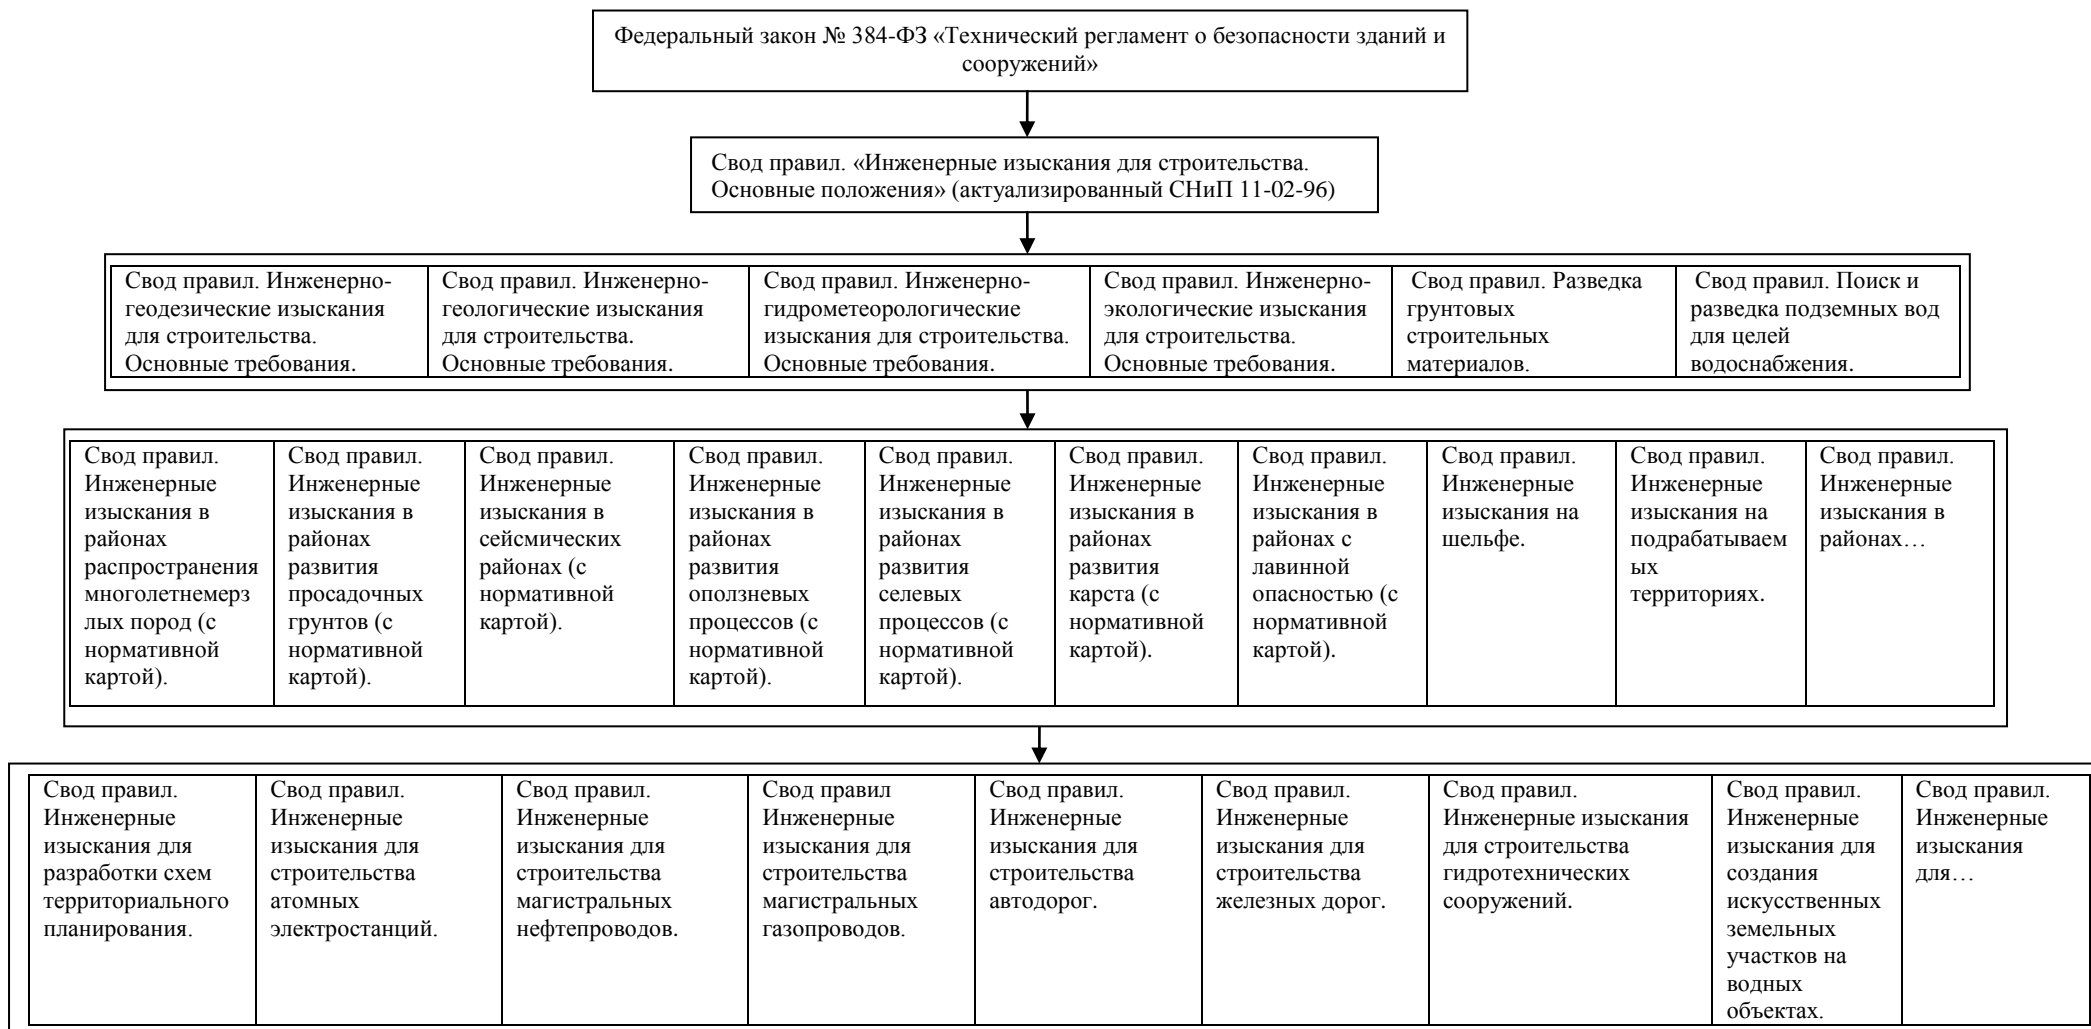 Федеральный закон № 384-ФЗ «Технический регламент о безопасности зданий и
сооружений»
Свод правил. «Инженерные изыскания для строительства.
Основные положения» (актуализированный СНиП 11-02-96)
Свод правил. Инженерно-
геодезические изыскания
для строительства.
Основные требования.
Свод правил. Инженерно-
геологические изыскания
для строительства.
Основные требования.
Свод правил. Инженерно-
гидрометеорологические
изыскания для строительства.
Основные требования.
Свод правил. Инженерно-
экологические изыскания
для строительства.
Основные требования.
Свод правил. Разведка
грунтовых
строительных
материалов.
Свод правил. Поиск и
разведка подземных вод
для целей
водоснабжения.
Свод правил.
Инженерные
изыскания в
районах
распространения
многолетнемерз
лых пород (с
нормативной
картой).
Свод правил.
Инженерные
изыскания в
районах
развития
просадочных
грунтов (с
нормативной
картой).
Свод правил.
Инженерные
изыскания в
сейсмических
районах (с
нормативной
картой).
Свод правил.
Инженерные
изыскания в
районах
развития
оползневых
процессов (с
нормативной
картой).
Свод правил.
Инженерные
изыскания в
районах
развития
селевых
процессов (с
нормативной
картой).
Свод правил.
Инженерные
изыскания в
районах
развития
карста (с
нормативной
картой).
Свод правил.
Инженерные
изыскания в
районах с
лавинной
опасностью (с
нормативной
картой).
Свод правил.
Инженерные
изыскания на
шельфе.
Свод правил.
Инженерные
изыскания на
подрабатываем
ых
территориях.
Свод правил.
Инженерные
изыскания в
районах…
Свод правил.
Инженерные
изыскания для
разработки схем
территориального
планирования.
Свод правил.
Инженерные
изыскания для
строительства
атомных
электростанций.
Свод правил.
Инженерные
изыскания для
строительства
магистральных
нефтепроводов.
Свод правил
Инженерные
изыскания для
строительства
магистральных
газопроводов.
Свод правил.
Инженерные
изыскания для
строительства
автодорог.
Свод правил.
Инженерные
изыскания для
строительства
железных дорог.
Свод правил.
Инженерные изыскания
для строительства
гидротехнических
сооружений.
Свод правил.
Инженерные
изыскания для
создания
искусственных
земельных
участков на
водных
объектах.
Свод правил.
Инженерные
изыскания
для…